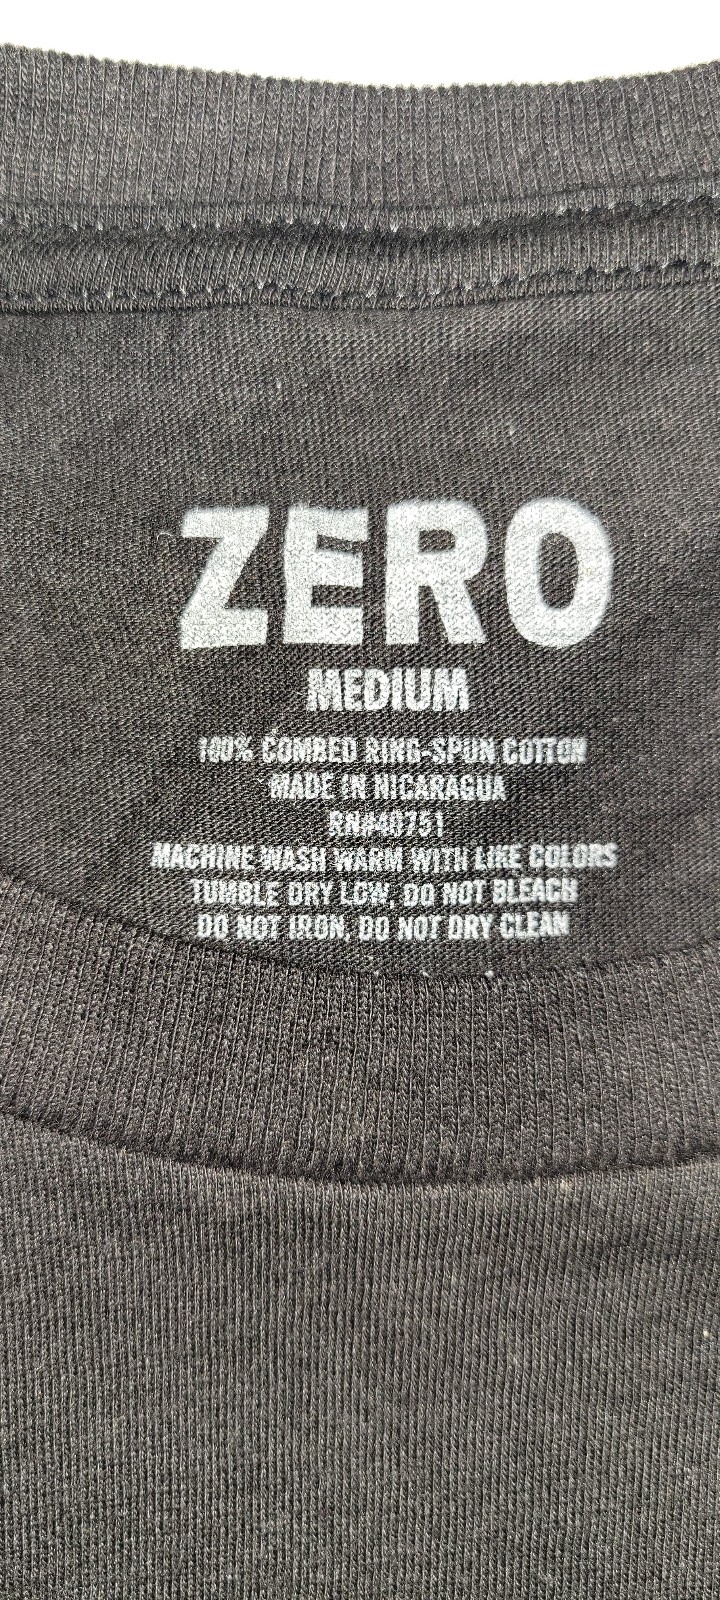 ZERO
MEDIUM
100% COMBED RING-SPUN COTTON
MADE IN NICARAGUA
RN#40751
MACHINE WASH WARM WITH LIKE COLORS
TUMBLE DRY LOW, DO NOT BLEACH
DO NOT IRON, DO NOT DRY CLEAN